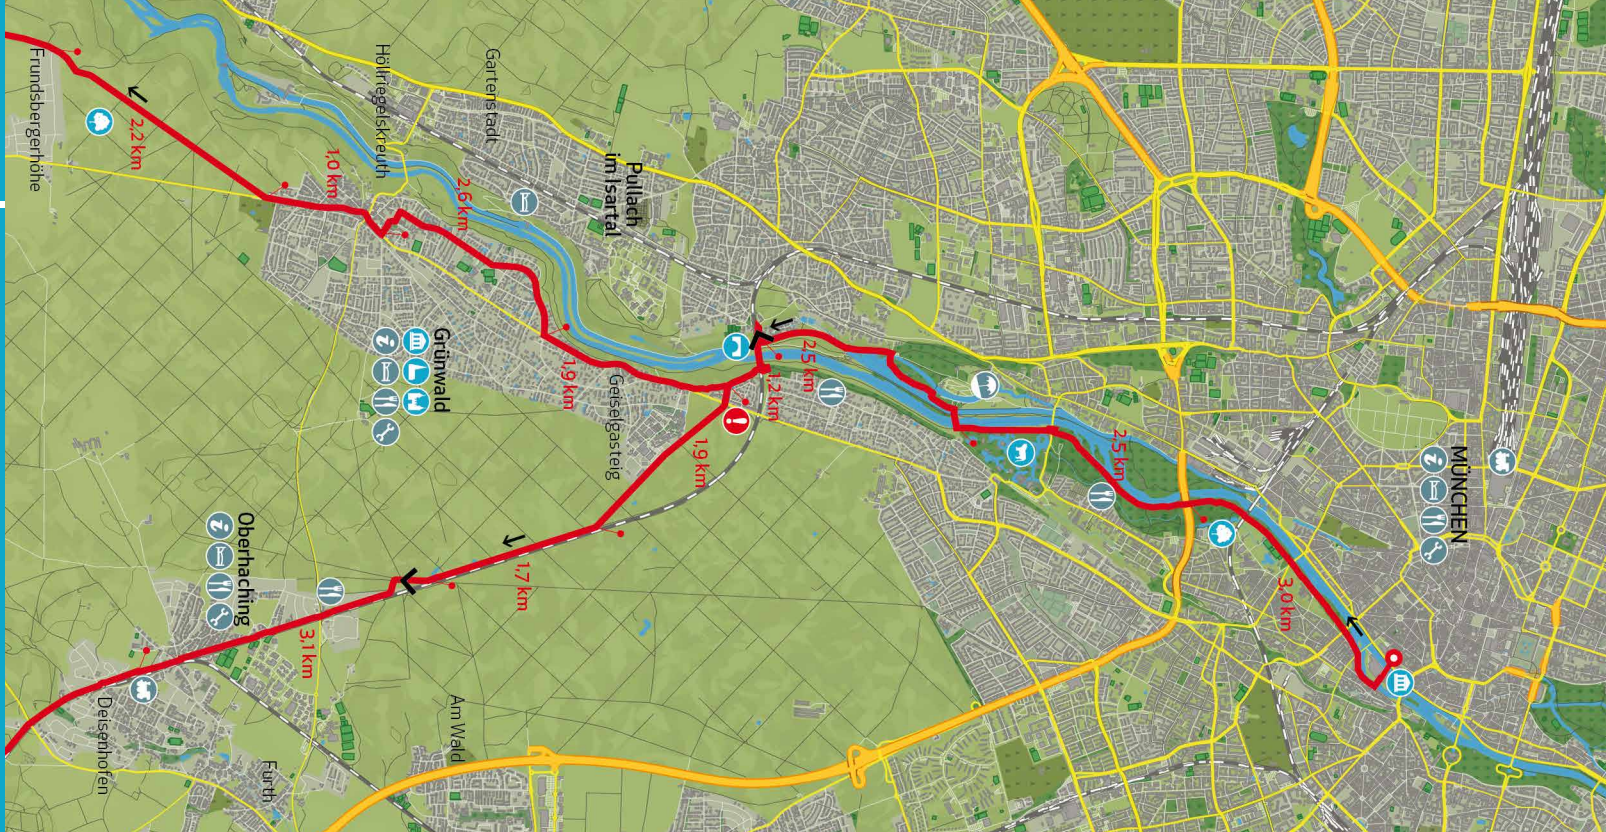 MÜNCHEN
3,0 km
2,5 km
2,5 km
1,2 km
Pullach
im Isartal
Gartenstadt
Höllriegelskreuth
Geiselgasteig
1,9 km
1,9 km
2,6 km
Grünwald
1,0 km
2,2 km
Frundsbergerhöhe
1,7 km
Oberhaching
3,1 km
Am Wald
Furth
Deisenhofen